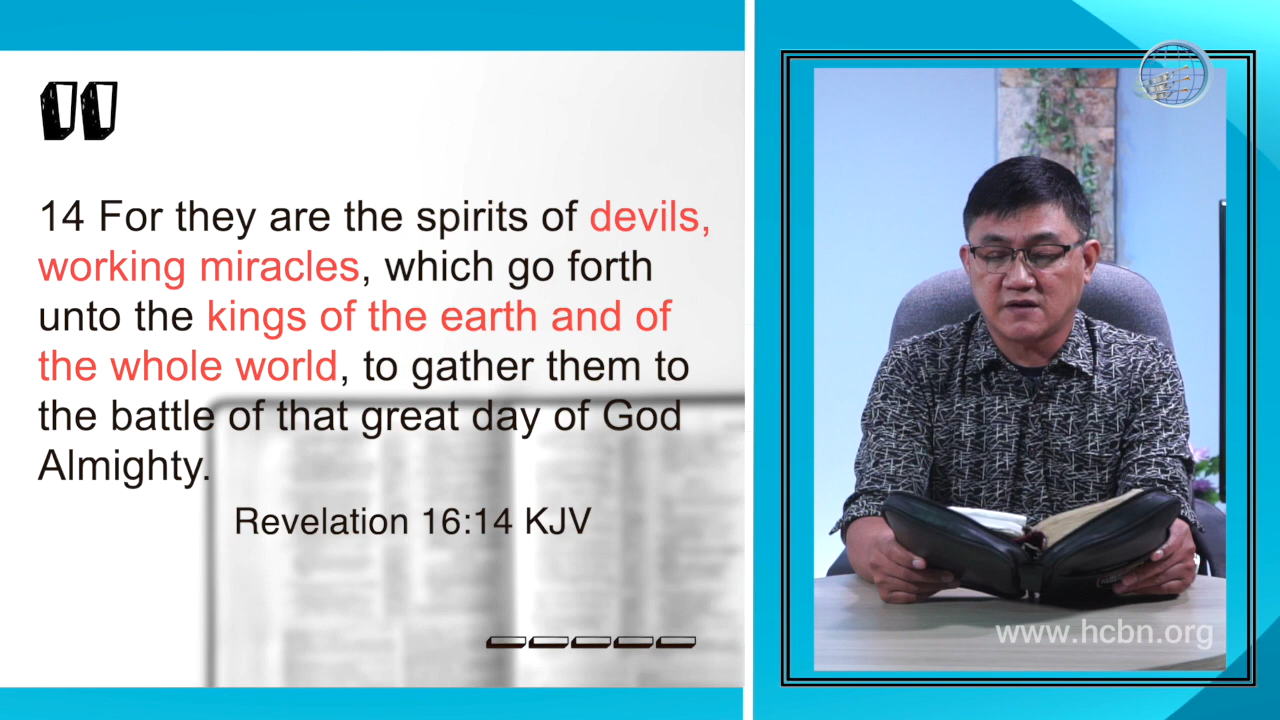 14 For they are the spirits of devils,
working miracles, which go forth
unto the kings of the earth and of
the whole world, to gather them to
the battle of that great day of God
Almighty.
Revelation 16:14 KJV
www.hcbn.org